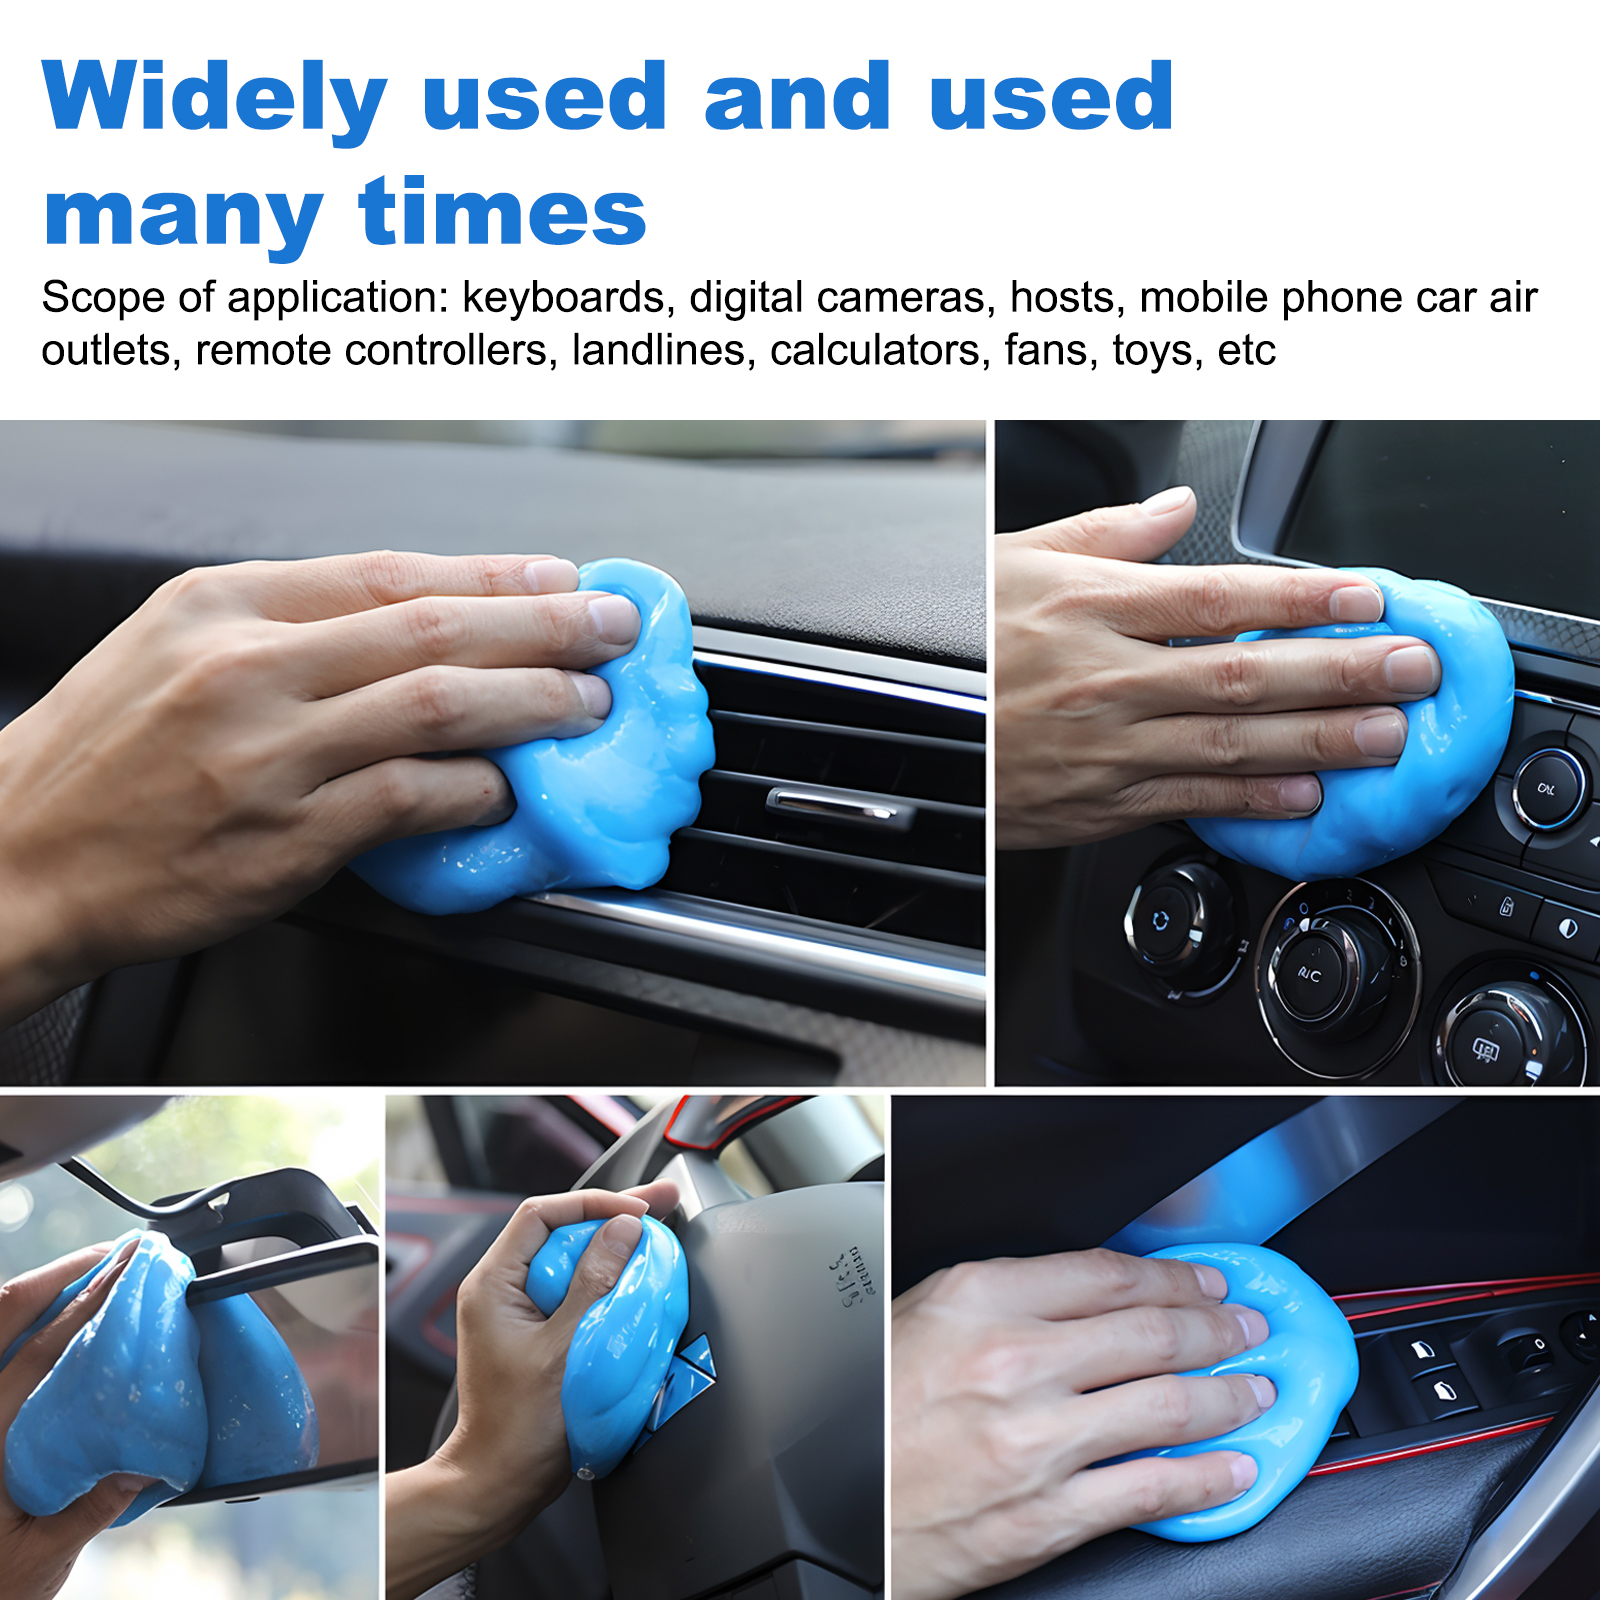 Widely used and used
many times
Scope of application: keyboards, digital cameras, hosts, mobile phone car air
outlets, remote controllers, landlines, calculators, fans, toys, etc